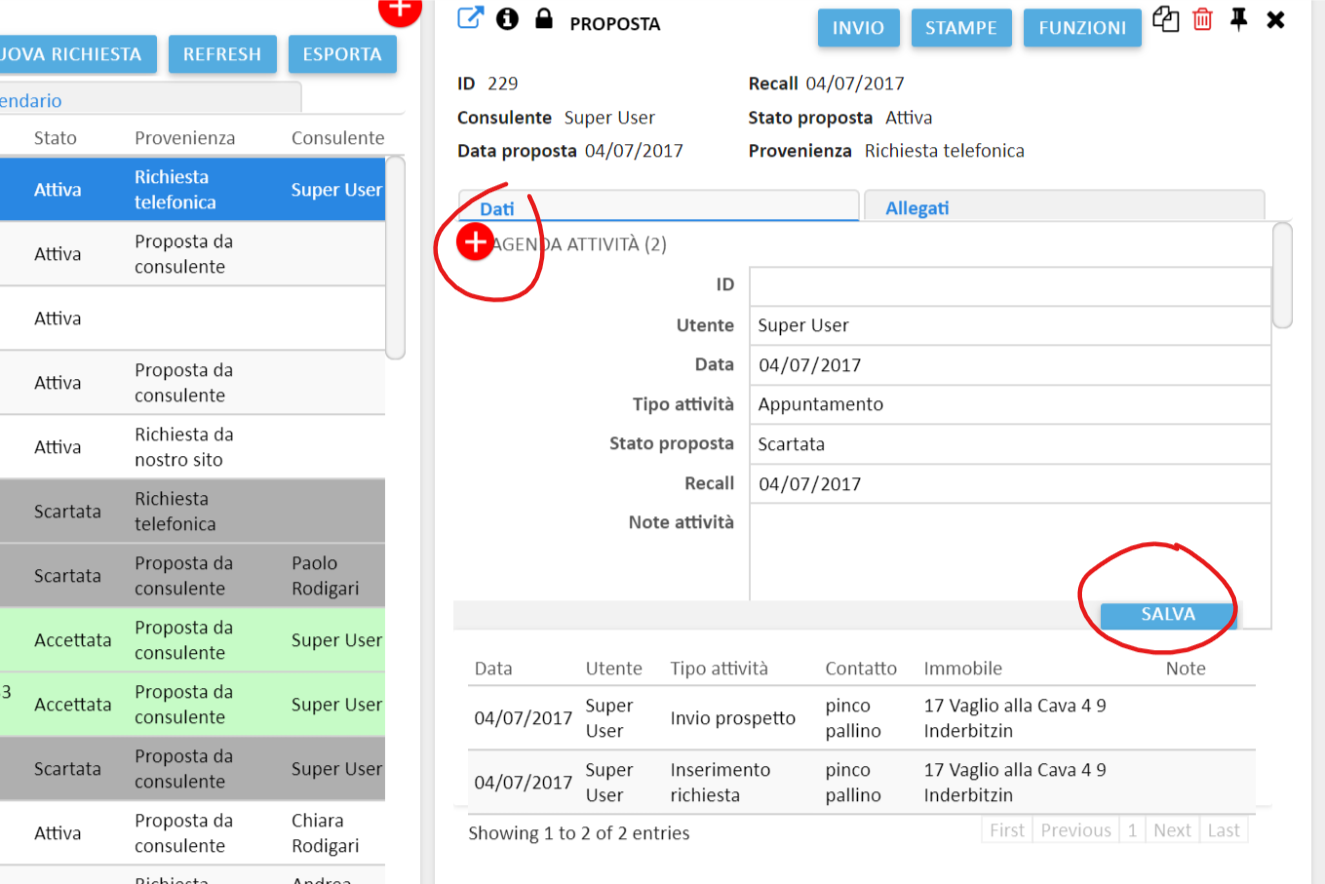 NUOVA RICHIESTA REFRESH ESPORTA
endario
Stato Provenienza Consulente
Attiva Richiesta telefonica Super User
Attiva Proposta da consulente
Attiva
Attiva Proposta da consulente
Attiva Richiesta da nostro sito
Scartata Richiesta telefonica
Scartata Proposta da consulente Paolo Rodigari
Accettata Proposta da consulente Super User
3 Accettata Proposta da consulente Super User
Scartata Proposta da consulente Super User
Attiva Proposta da consulente Chiara Rodigari
Richiesta Andrea
PROPOSTA INVIO STAMPE FUNZIONI
ID 229 Recall 04/07/2017
Consulente Super User Stato proposta Attiva
Data proposta 04/07/2017 Provenienza Richiesta telefonica
Dati Allegati
AGENDA ATTIVITÀ (2)
ID
Utente Super User
Data 04/07/2017
Tipo attività Appuntamento
Stato proposta Scartata
Recall 04/07/2017
Note attività
SALVA
Data Utente Tipo attività Contatto Immobile Note
04/07/2017 Super User Invio prospetto pinco pallino 17 Vaglio alla Cava 4 9 Inderbitzin
04/07/2017 Super User Inserimento richiesta pinco pallino 17 Vaglio alla Cava 4 9 Inderbitzin
Showing 1 to 2 of 2 entries First Previous 1 Next Last